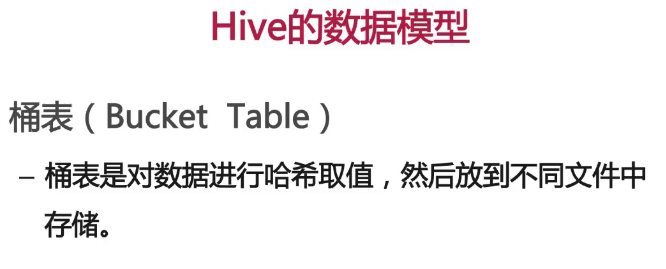 Hive的数据模型
桶表（Bucket Table）
– 桶表是对数据进行哈希取值，然后放到不同文件中
存储。